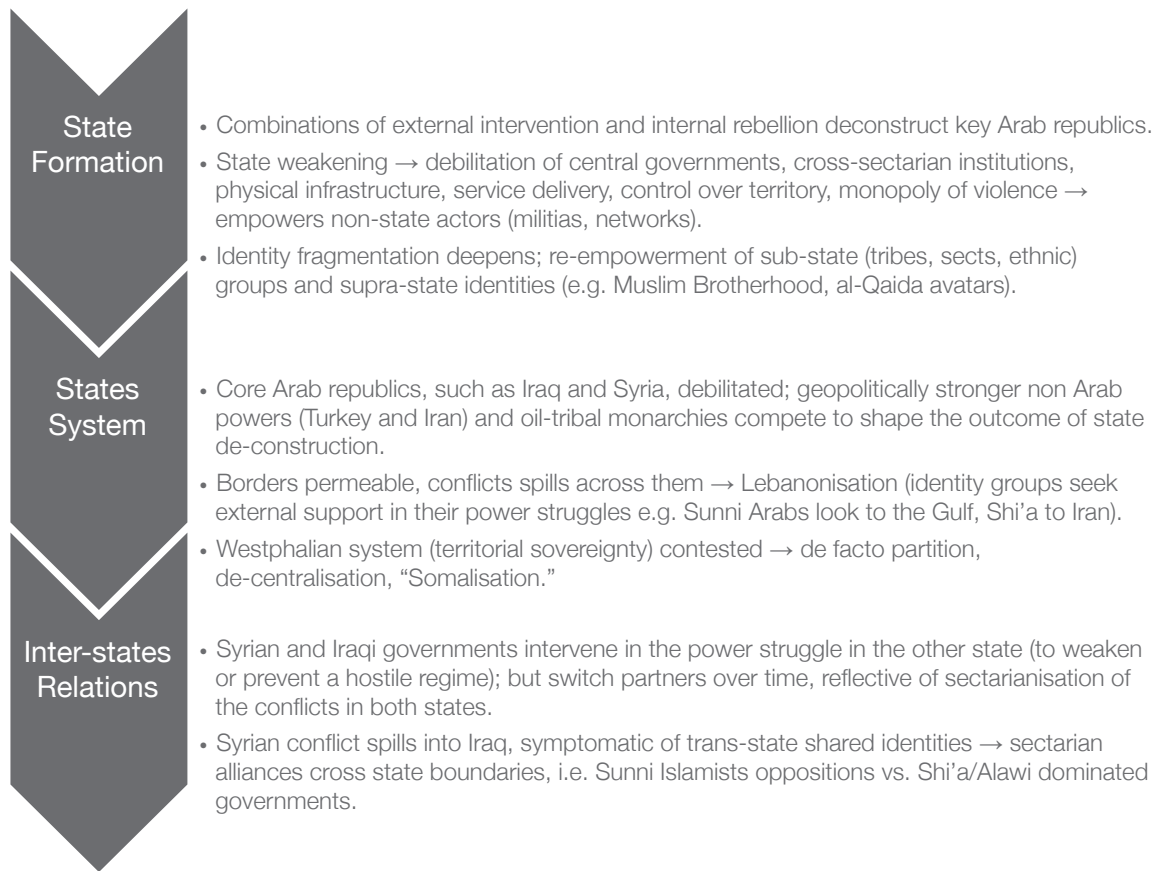 State
Formation
• Combinations of external intervention and internal rebellion deconstruct key Arab republics.
• State weakening → debilitation of central governments, cross-sectarian institutions,
physical infrastructure, service delivery, control over territory, monopoly of violence →
empowers non-state actors (militias, networks).
• Identity fragmentation deepens; re-empowerment of sub-state (tribes, sects, ethnic)
groups and supra-state identities (e.g. Muslim Brotherhood, al-Qaida avatars).
States
System
• Core Arab republics, such as Iraq and Syria, debilitated; geopolitically stronger non Arab
powers (Turkey and Iran) and oil-tribal monarchies compete to shape the outcome of state
de-construction.
• Borders permeable, conflicts spills across them → Lebanonisation (identity groups seek
external support in their power struggles e.g. Sunni Arabs look to the Gulf, Shi’a to Iran).
• Westphalian system (territorial sovereignty) contested → de facto partition,
de-centralisation, “Somalisation.”
Inter-states
Relations
• Syrian and Iraqi governments intervene in the power struggle in the other state (to weaken
or prevent a hostile regime); but switch partners over time, reflective of sectarianisation of
the conflicts in both states.
• Syrian conflict spills into Iraq, symptomatic of trans-state shared identities → sectarian
alliances cross state boundaries, i.e. Sunni Islamists oppositions vs. Shi’a/Alawi dominated
governments.